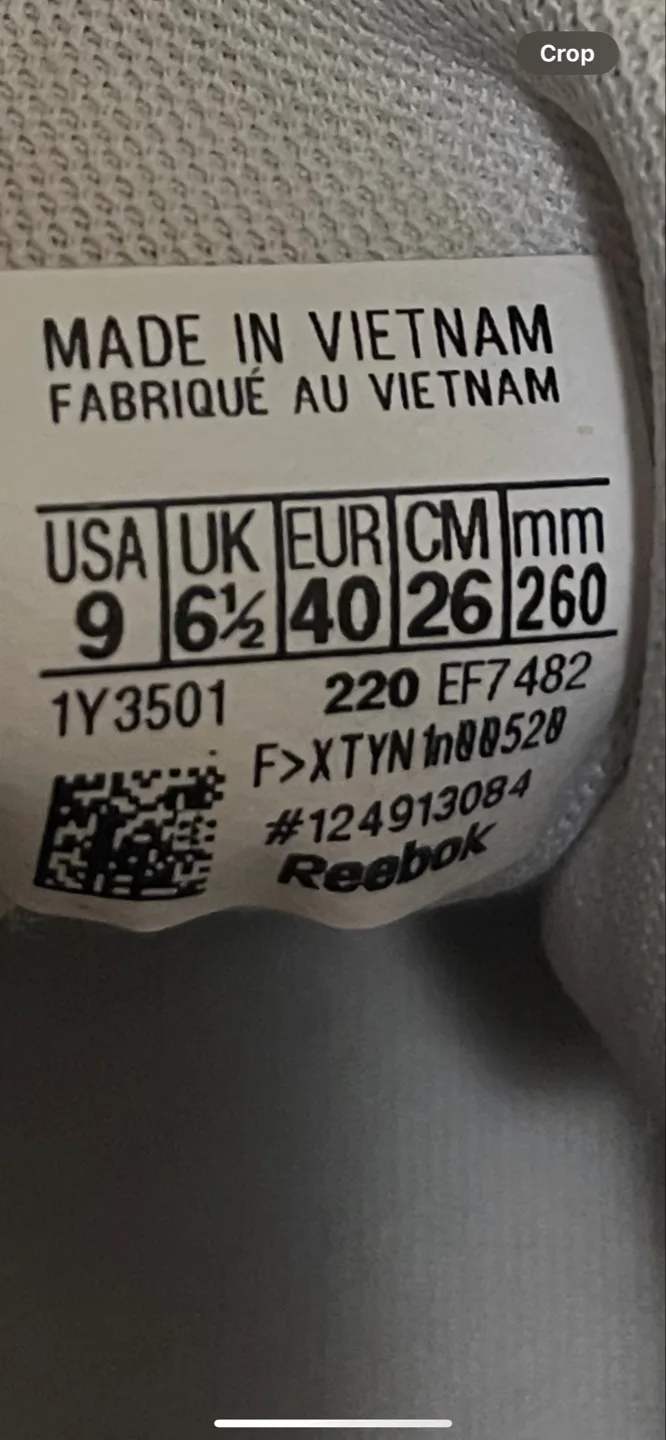 Crop
MADE IN VIETNAM
FABRIQUÉ AU VIETNAM
USA UK EUR CM mm
9 6½ 40 26 260
1Y3501 220 EF7482
F>XTYN
#124913084
Reebok